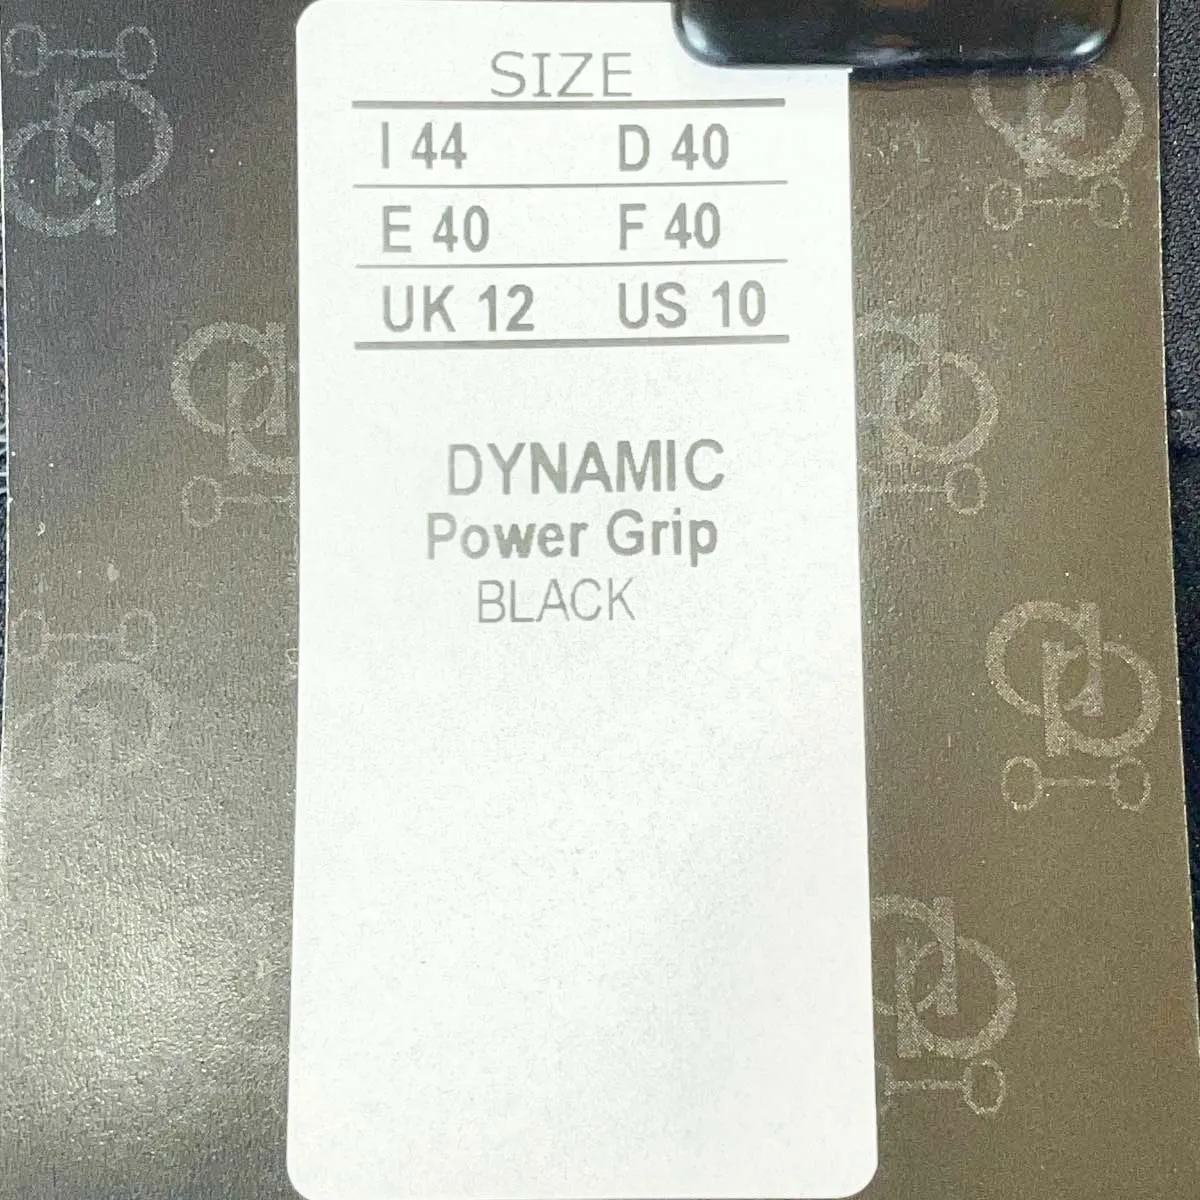 SIZE
I 44 D 40
E 40 F 40
UK 12 US 10
DYNAMIC
Power Grip
BLACK